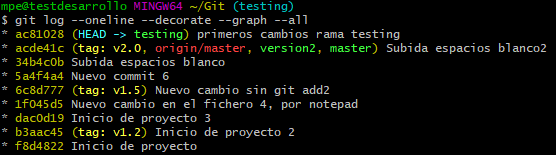 mpe@testdesarrollo MINGW64 ~/Git (testing)
$ git log --oneline --decorate --graph --all
* ac81028 (HEAD -> testing) primeros cambios rama testing
* acde41c (tag: v2.0, origin/master, version2, master) Subida espacios blanco2
* 34b4c0b Subida espacios blanco
* 5a4f4a4 Nuevo commit 6
* 6c8d777 (tag: v1.5) Nuevo cambio sin git add2
* 1f045d5 Nuevo cambio en el fichero 4, por notepad
* dac0d19 Inicio de proyecto 3
* b3aac45 (tag: v1.2) Inicio de proyecto 2
* f8d4822 Inicio de proyecto